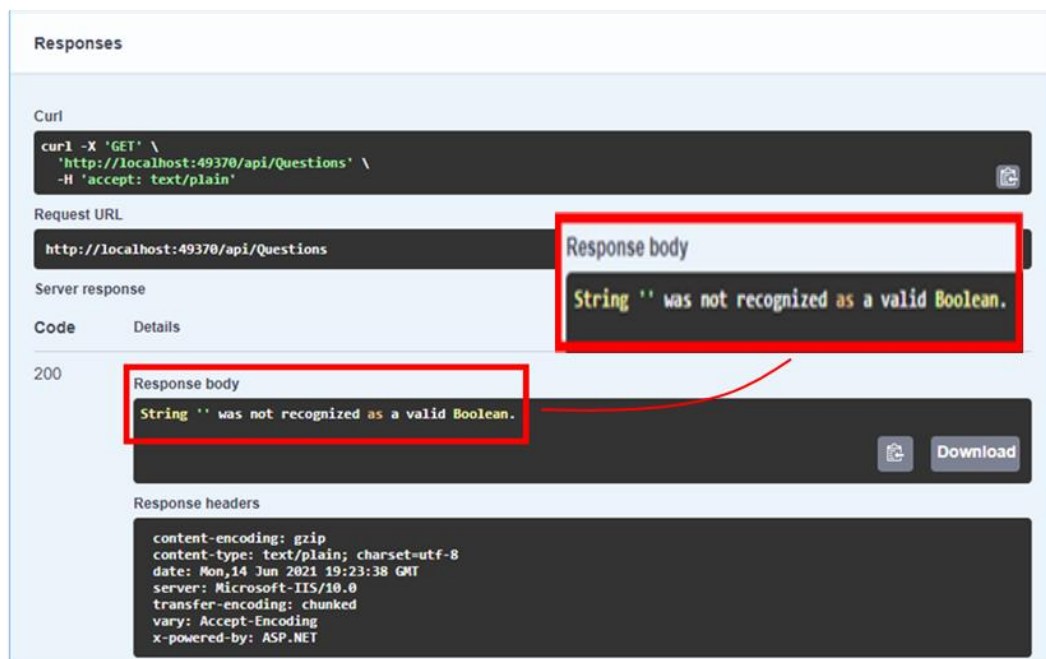 Responses
Curl
curl -X 'GET' \
'http://localhost:49370/api/Questions' \
-H 'accept: text/plain'
Request URL
http://localhost:49370/api/Questions
Response body
String '' was not recognized as a valid Boolean.
Server response
Code Details
200
Response body
String '' was not recognized as a valid Boolean.
Download
Response headers
content-encoding: gzip
content-type: text/plain; charset=utf-8
date: Mon,14 Jun 2021 19:23:38 GMT
server: Microsoft-IIS/10.0
transfer-encoding: chunked
vary: Accept-Encoding
x-powered-by: ASP.NET